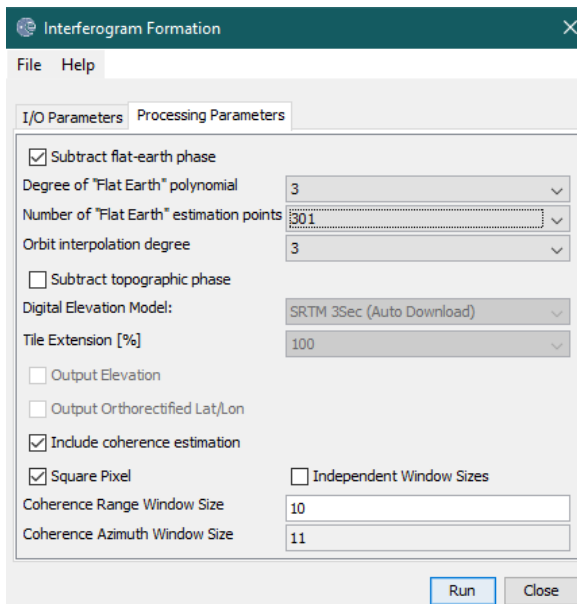 Interferogram Formation
File Help
I/O Parameters Processing Parameters
Subtract flat-earth phase
Degree of "Flat Earth" polynomial 3
Number of "Flat Earth" estimation points 301
Orbit interpolation degree 3
Subtract topographic phase
Digital Elevation Model: SRTM 3Sec (Auto Download)
Tile Extension [%] 100
Output Elevation
Output Orthorectified Lat/Lon
Include coherence estimation
Square Pixel Independent Window Sizes
Coherence Range Window Size 10
Coherence Azimuth Window Size 11
Run Close